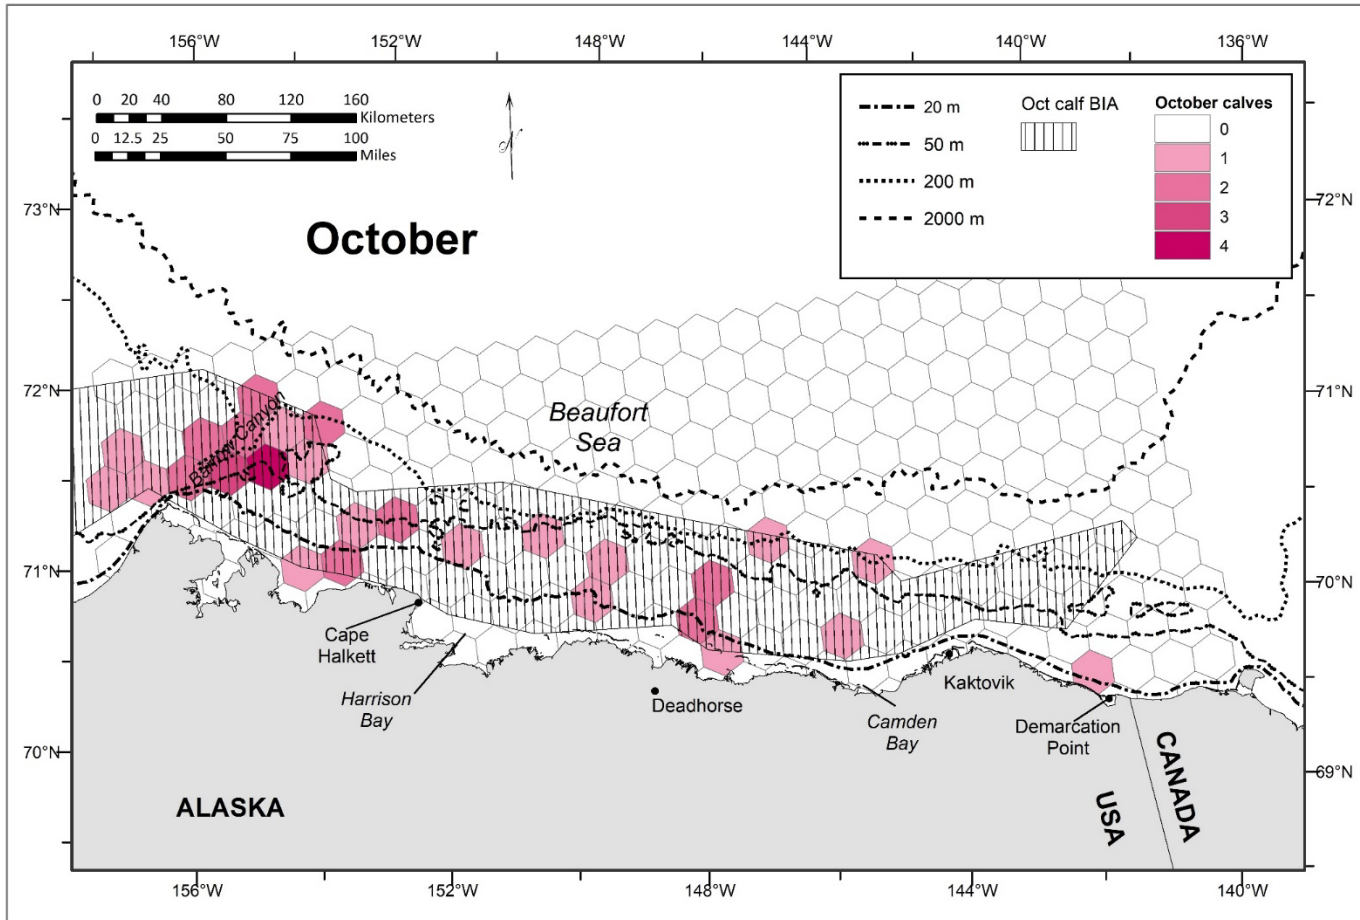 156°W 152°W 148°W 144°W 140°W 136°W
0 20 40 80 120 160
Kilometers
0 12.5 25 50 75 100
Miles
N
20 m
50 m
200 m
2000 m
Oct calf BIA
October calves
0
1
2
3
4
73°N
72°N
72°N
71°N
71°N
70°N
70°N
69°N
October
Beaufort
Sea
Barrow Canyon
Cape
Halkett
Harrison
Bay
Deadhorse
Camden
Bay
Kaktovik
Demarcation
Point
ALASKA
USA
CANADA
156°W 152°W 148°W 144°W 140°W